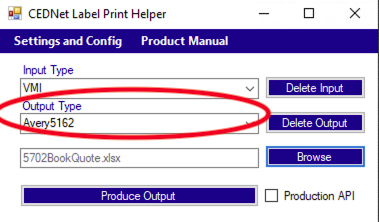 CEDNet Label Print Helper
Settings and Config Product Manual
Input Type
VMI Delete Input
Output Type
Avery5162 Delete Output
5702BookQuote.xlsx Browse
Produce Output Production API